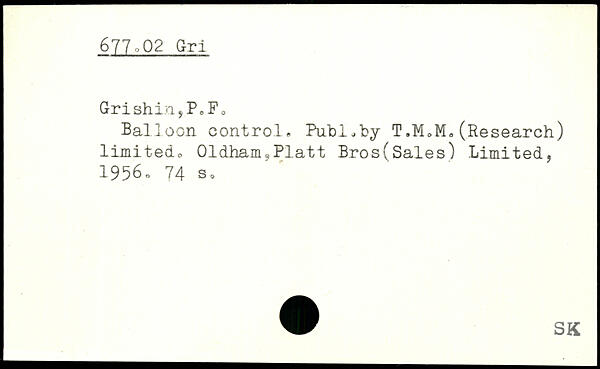 677.02 Gri
Grishin,P.F.
Balloon control. Publ.by T.M.M.(Research)
limited. Oldham,Platt Bros(Sales) Limited,
1956. 74 s.
SK